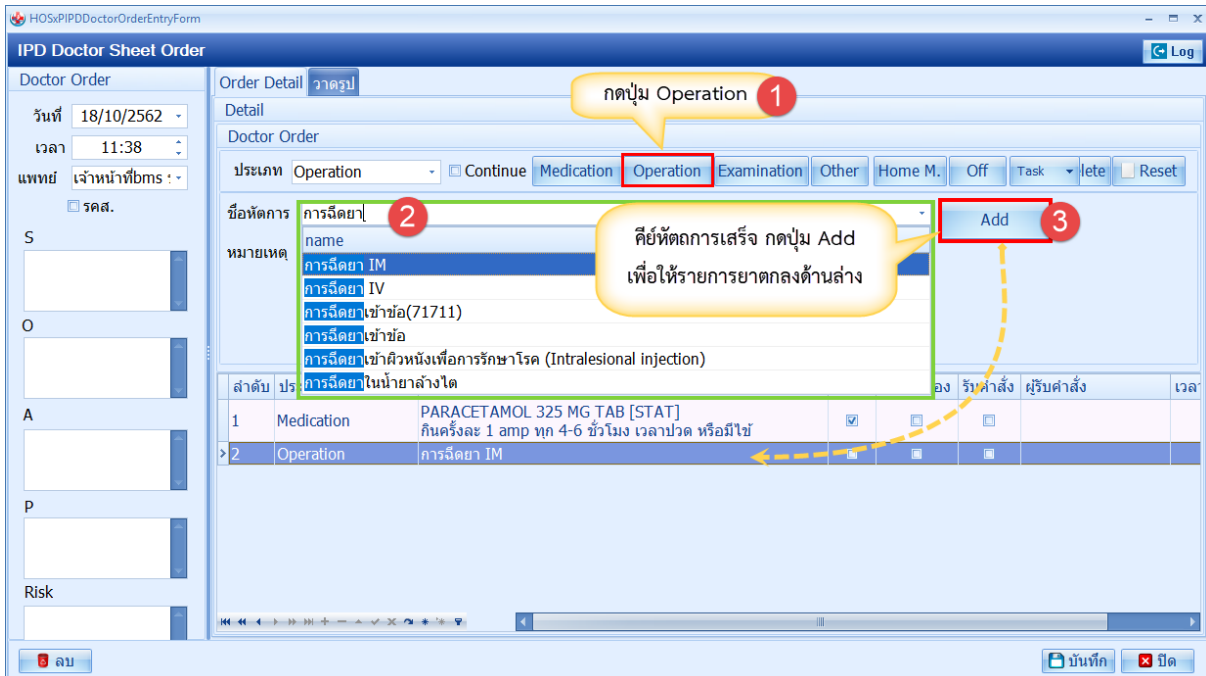 HOSxPIPDDoctorOrderEntryForm
IPD Doctor Sheet Order
Log
Doctor Order
วันที่ 18/10/2562
เวลา 11:38
แพทย์ เจ้าหน้าที่bms
รคส.
S
O
A
P
Risk
Order Detail วาดรูป
Detail
Doctor Order
กดปุ่ม Operation 1
ประเภท Operation Continue Medication Operation Examination Other Home M. Off Task lete Reset
ชื่อหัตการ การฉีดยา 2 Add 3
หมายเหตุ
name
การฉีดยา IM
การฉีดยา IV
การฉีดยาเข้าข้อ(71711)
การฉีดยาเข้าข้อ
การฉีดยาเข้าผิวหนังเพื่อการรักษาโรค (Intralesional injection)
การฉีดยาในน้ำยาล้างไต
คีย์หัตถการเสร็จ กดปุ่ม Add
เพื่อให้รายการยาตกลงด้านล่าง
ลำดับ ประ อง รับคำสั่ง ผู้รับคำสั่ง เวลา
1 Medication PARACETAMOL 325 MG TAB [STAT]
กินครั้งละ 1 amp ทุก 4-6 ชั่วโมง เวลาปวด หรือมีไข้
2 Operation การฉีดยา IM
ลบ
บันทึก ปิด